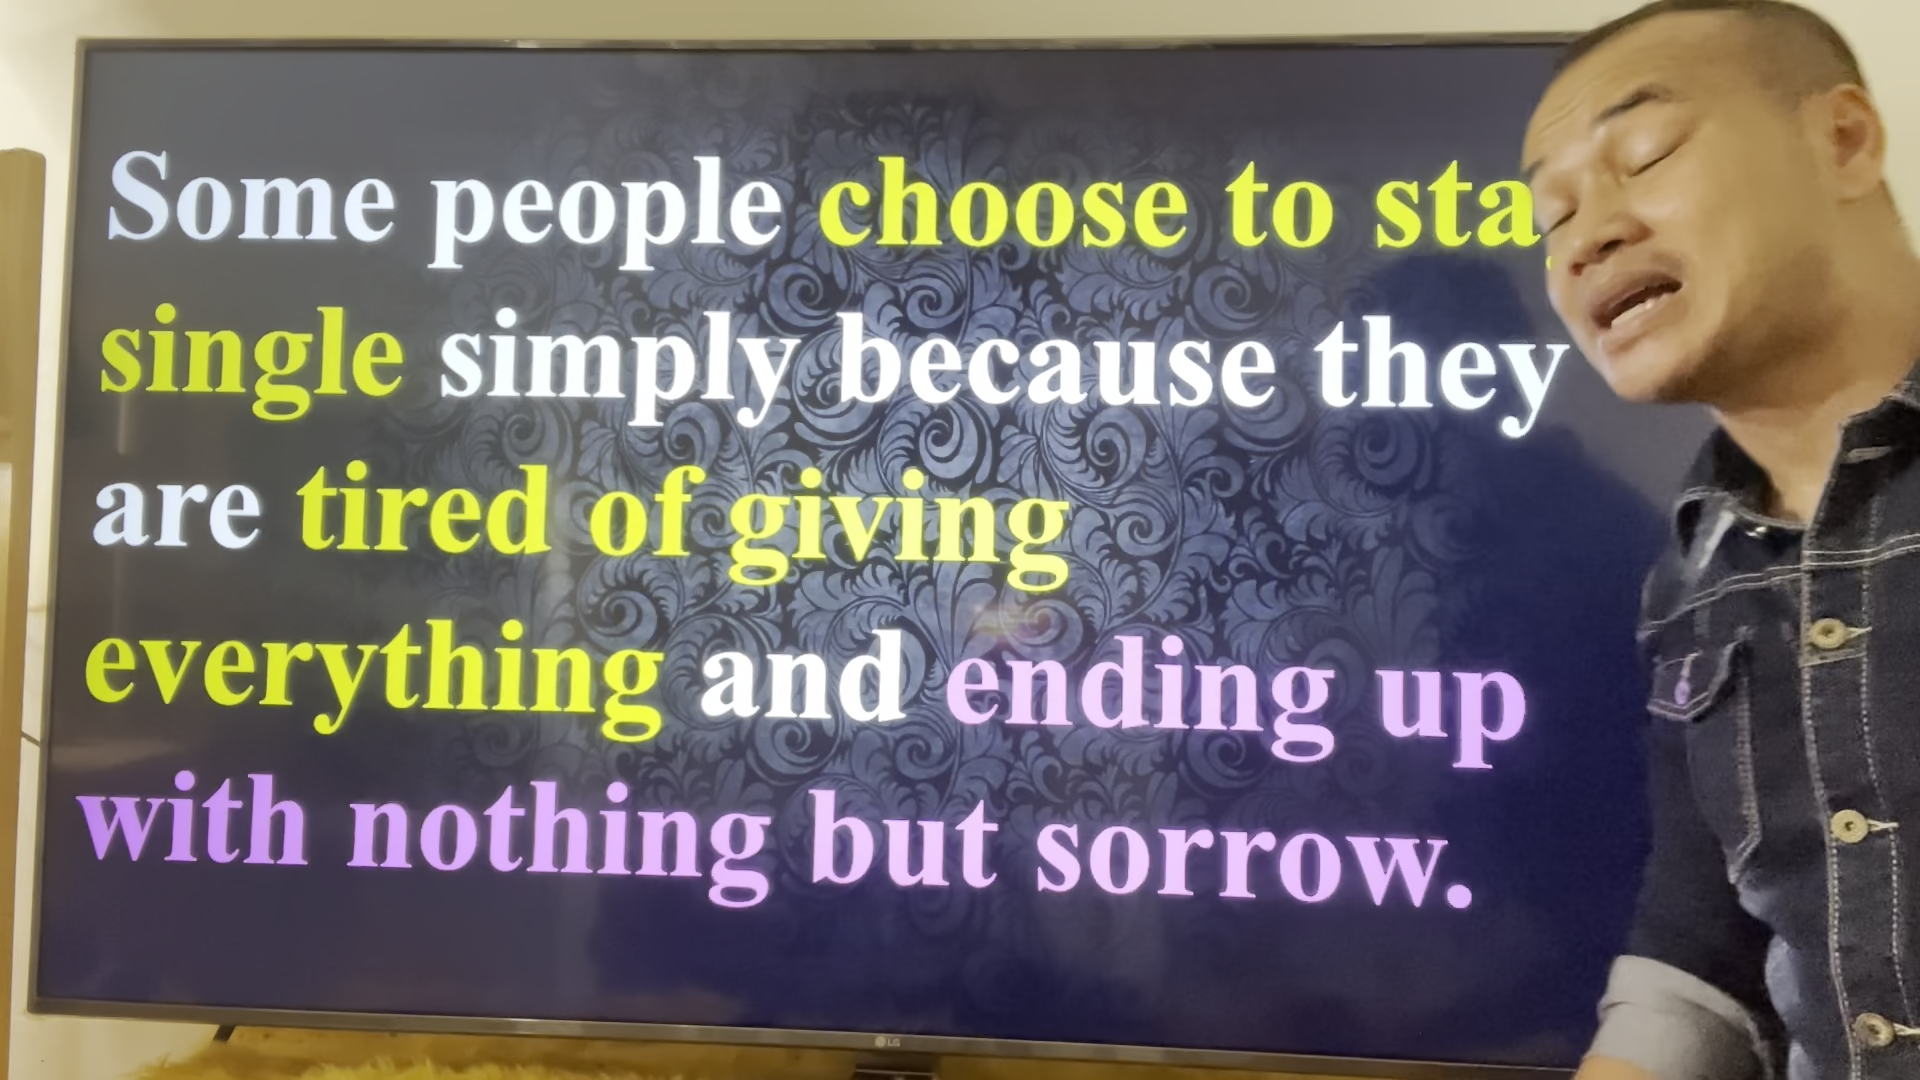 Some people choose to sta
single simply because they
are tired of giving
everything and ending up
with nothing but sorrow.
LG